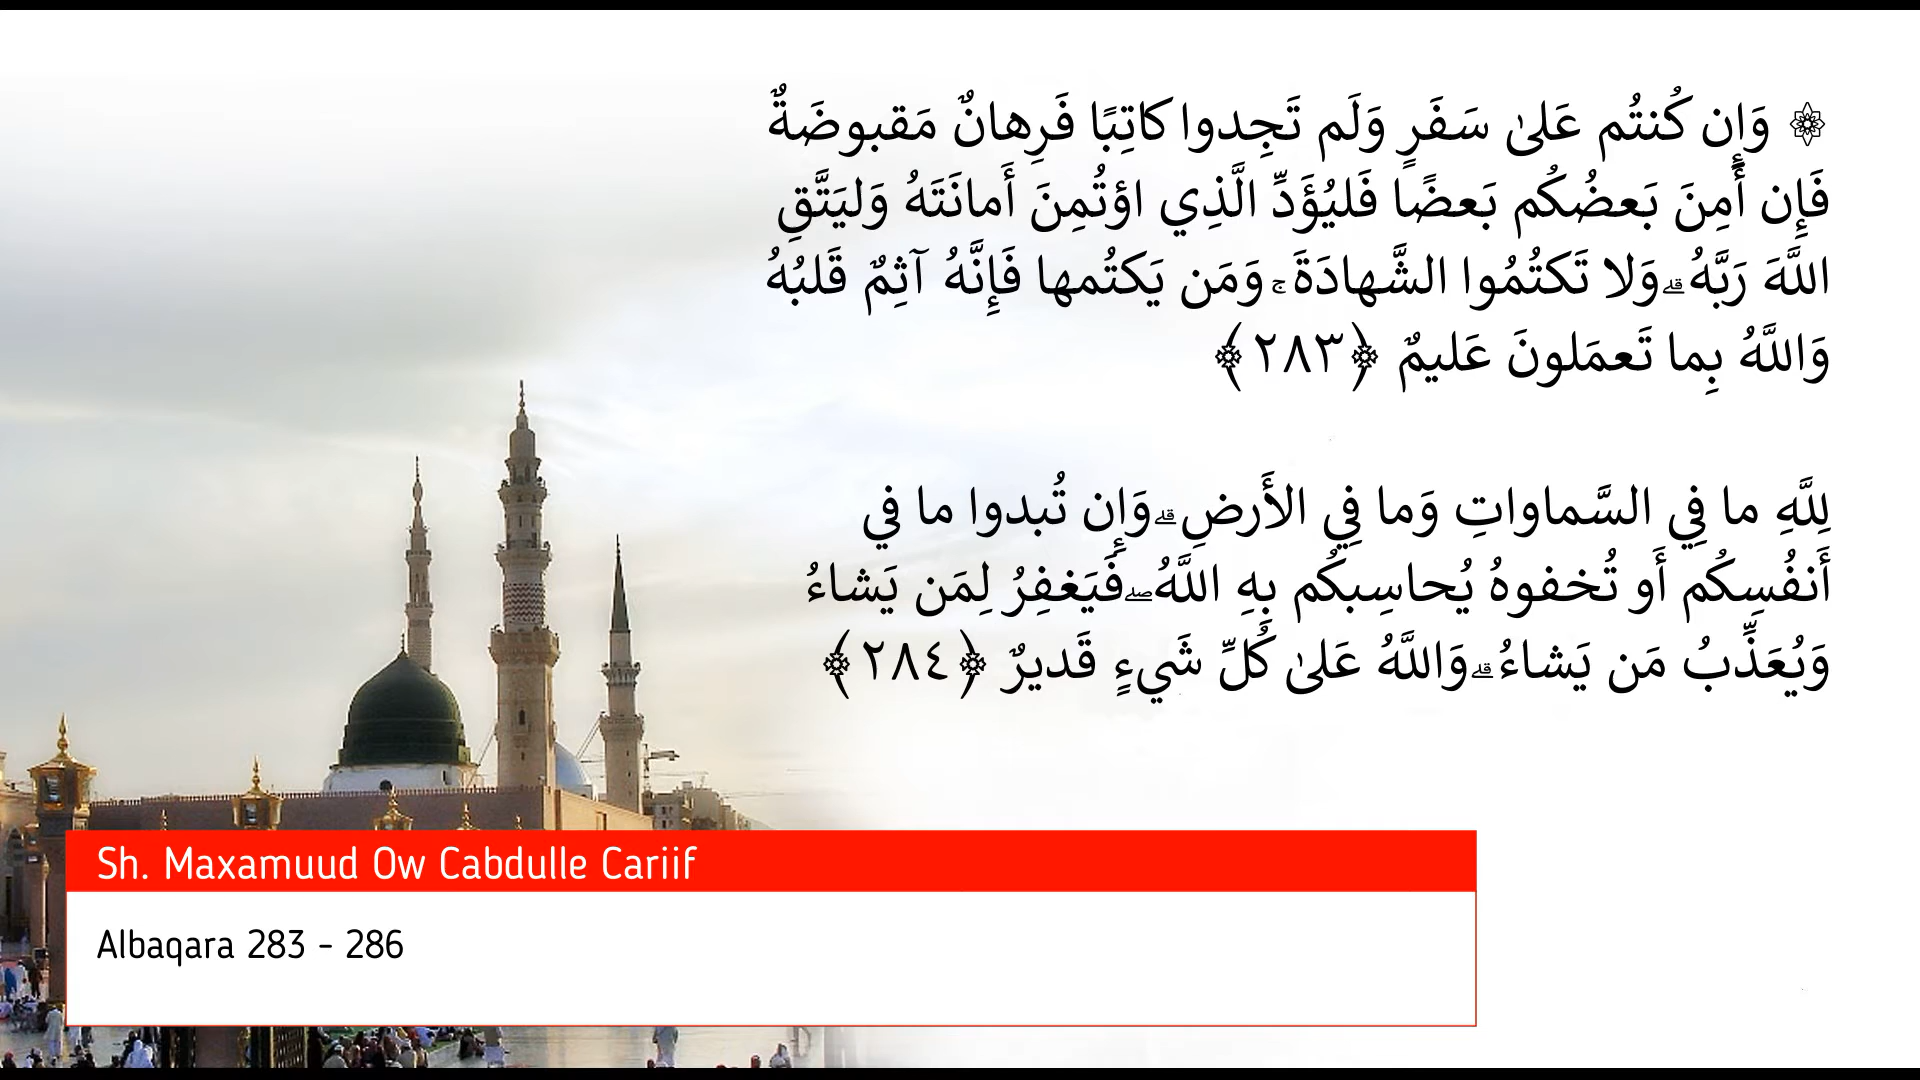 ۞ وَإِن كُنتُم عَلىٰ سَفَرٍ وَلَم تَجِدوا كاتِبًا فَرِهانٌ مَقبوضَةٌ
فَإِن أَمِنَ بَعضُكُم بَعضًا فَليُؤَدِّ الَّذِي اؤتُمِنَ أَمانَتَهُ وَليَتَّقِ
اللَّهَ رَبَّهُ ۗ وَلا تَكتُمُوا الشَّهادَةَ ۚ وَمَن يَكتُمها فَإِنَّهُ آثِمٌ قَلبُهُ
وَاللَّهُ بِما تَعمَلونَ عَليمٌ ﴿٢٨٣﴾
لِلَّهِ ما فِي السَّماواتِ وَما فِي الأَرضِ ۗ وَإِن تُبدوا ما في
أَنفُسِكُم أَو تُخفوهُ يُحاسِبكُم بِهِ اللَّهُ ۖ فَيَغفِرُ لِمَن يَشاءُ
وَيُعَذِّبُ مَن يَشاءُ ۗ وَاللَّهُ عَلىٰ كُلِّ شَيءٍ قَديرٌ ﴿٢٨٤﴾
Sh. Maxamuud Ow Cabdulle Cariif
Albaqara 283 - 286